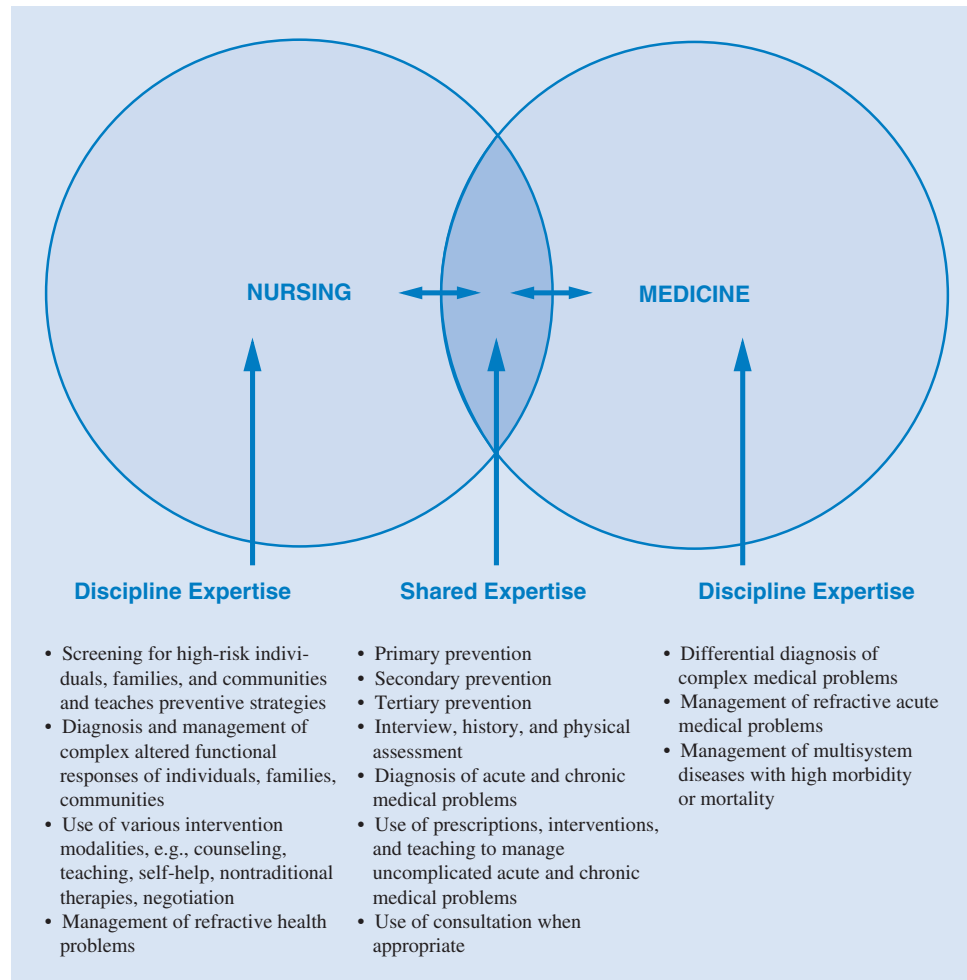 NURSING
MEDICINE
Discipline Expertise
• Screening for high-risk indivi-
duals, families, and communities
and teaches preventive strategies
• Diagnosis and management of
complex altered functional
responses of individuals, families,
communities
• Use of various intervention
modalities, e.g., counseling,
teaching, self-help, nontraditional
therapies, negotiation
• Management of refractive health
problems
Shared Expertise
• Primary prevention
• Secondary prevention
• Tertiary prevention
• Interview, history, and physical
assessment
• Diagnosis of acute and chronic
medical problems
• Use of prescriptions, interventions,
and teaching to manage
uncomplicated acute and chronic
medical problems
• Use of consultation when
appropriate
Discipline Expertise
• Differential diagnosis of
complex medical problems
• Management of refractive acute
medical problems
• Management of multisystem
diseases with high morbidity
or mortality